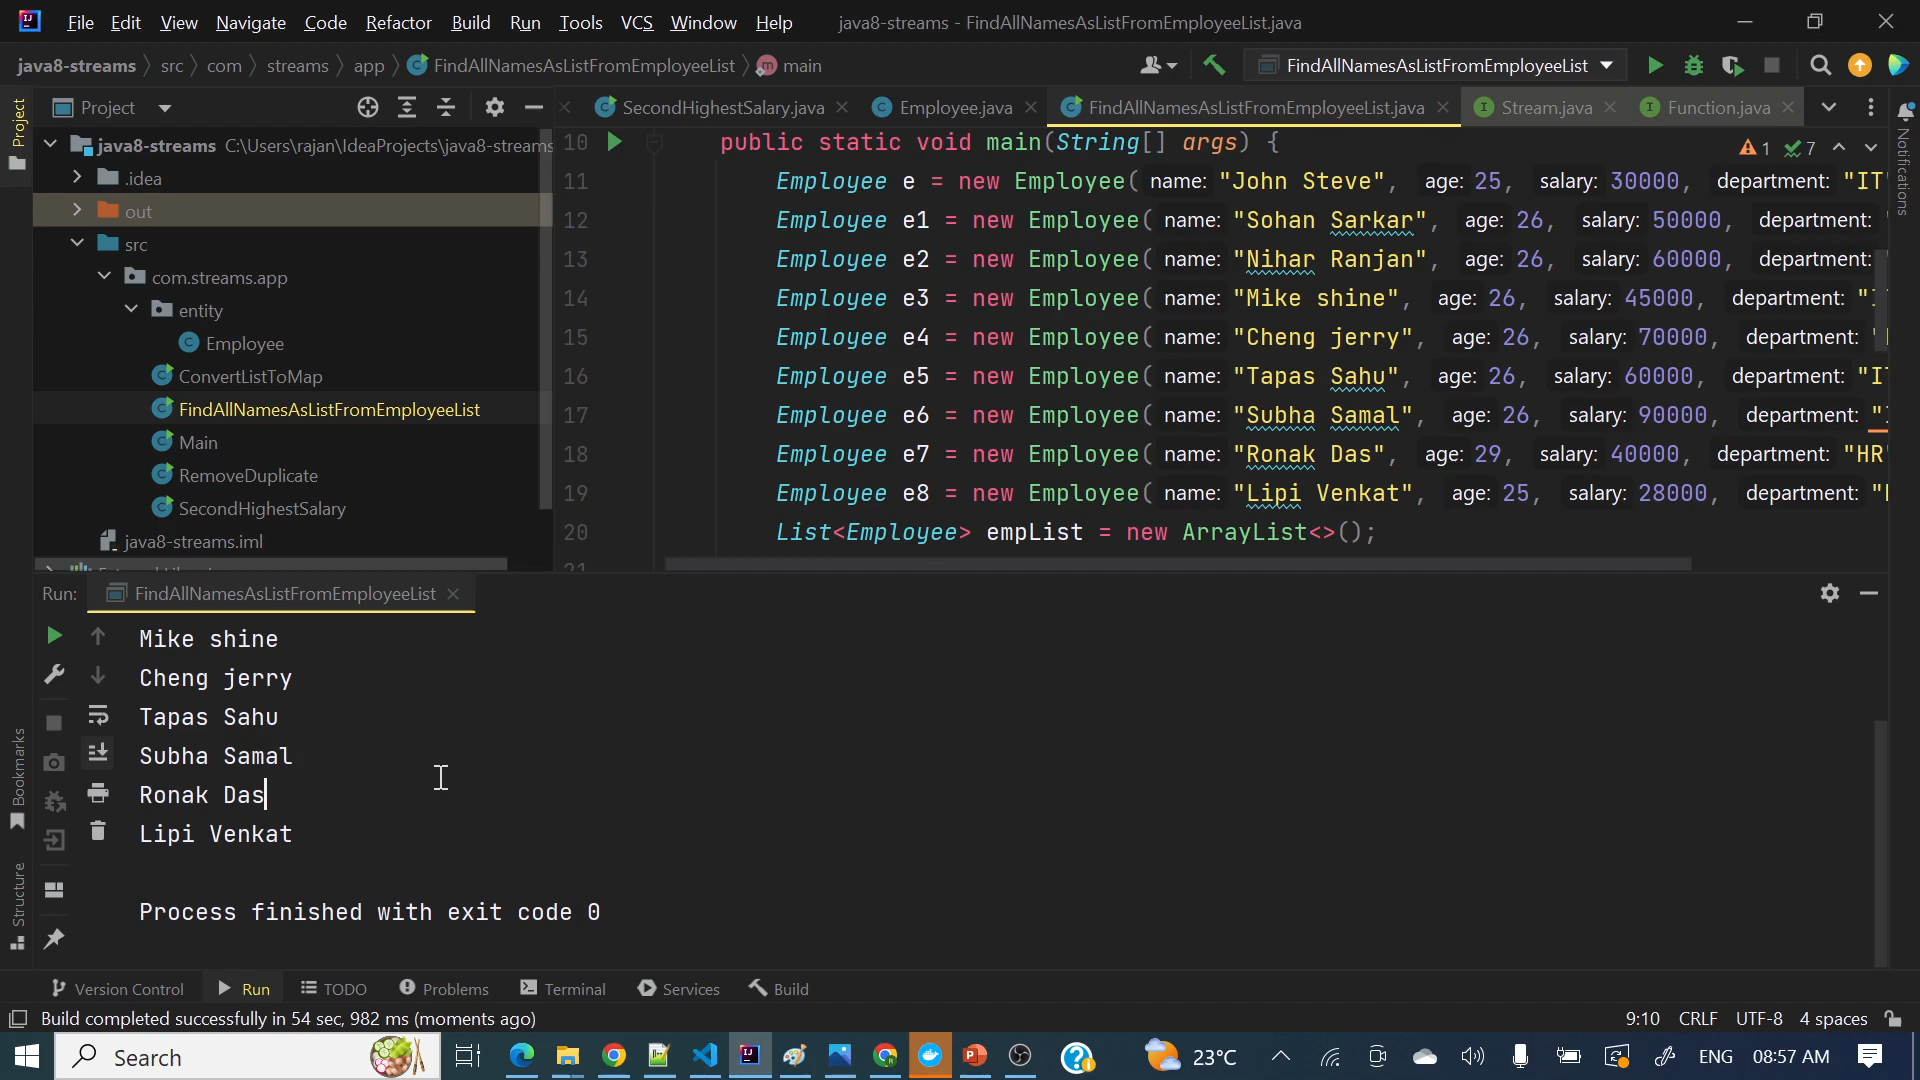 File Edit View Navigate Code Refactor Build Run Tools VCS Window Help java8-streams - FindAllNamesAsListFromEmployeeList.java
java8-streams src com streams app FindAllNamesAsListFromEmployeeList main FindAllNamesAsListFromEmployeeList
Project Project SecondHighestSalary.java Employee.java FindAllNamesAsListFromEmployeeList.java Stream.java Function.java
java8-streams C:\Users\rajan\IdeaProjects\java8-streams
.idea
out
src
com.streams.app
entity
Employee
ConvertListToMap
FindAllNamesAsListFromEmployeeList
Main
RemoveDuplicate
SecondHighestSalary
java8-streams.iml
10 public static void main(String[] args) { 1 7
11 Employee e = new Employee( name: "John Steve", age: 25, salary: 30000, department: "IT"
12 Employee e1 = new Employee( name: "Sohan Sarkar", age: 26, salary: 50000, department: "
13 Employee e2 = new Employee( name: "Nihar Ranjan", age: 26, salary: 60000, department: "
14 Employee e3 = new Employee( name: "Mike shine", age: 26, salary: 45000, department: "I
15 Employee e4 = new Employee( name: "Cheng jerry", age: 26, salary: 70000, department: "
16 Employee e5 = new Employee( name: "Tapas Sahu", age: 26, salary: 60000, department: "I
17 Employee e6 = new Employee( name: "Subha Samal", age: 26, salary: 90000, department: "
18 Employee e7 = new Employee( name: "Ronak Das", age: 29, salary: 40000, department: "HR"
19 Employee e8 = new Employee( name: "Lipi Venkat", age: 25, salary: 28000, department: "
20 List<Employee> empList = new ArrayList<>();
21
Notifications
Run: FindAllNamesAsListFromEmployeeList
Mike shine
Cheng jerry
Tapas Sahu
Subha Samal
Ronak Das
Lipi Venkat
Process finished with exit code 0
Bookmarks
Structure
Version Control Run TODO Problems Terminal Services Build
Build completed successfully in 54 sec, 982 ms (moments ago) 9:10 CRLF UTF-8 4 spaces
Search 23°C ENG 08:57 AM